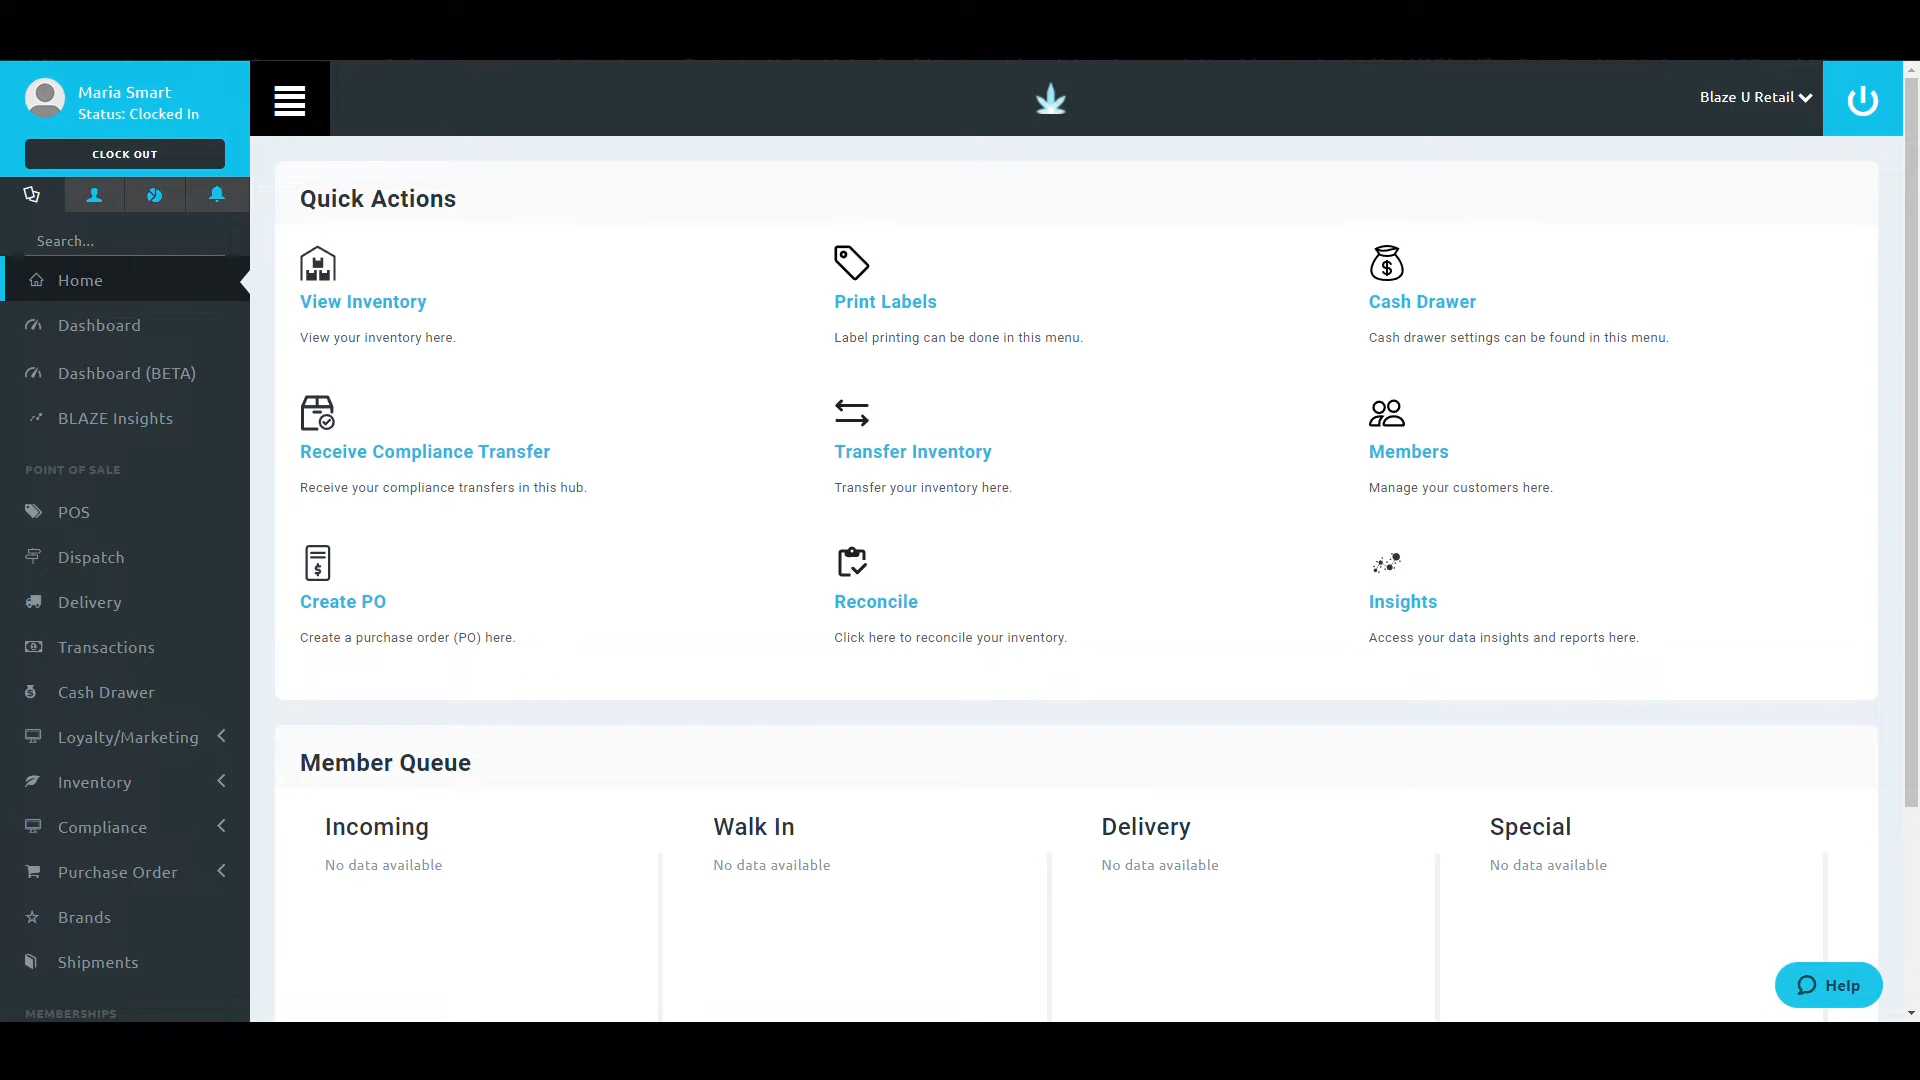 Maria Smart
Status: Clocked In
CLOCK OUT
Search...
Home
Dashboard
Dashboard (BETA)
BLAZE Insights
POINT OF SALE
POS
Dispatch
Delivery
Transactions
Cash Drawer
Loyalty/Marketing
Inventory
Compliance
Purchase Order
Brands
Shipments
MEMBERSHIPS
Blaze U Retail
Quick Actions
View Inventory
View your inventory here.
Print Labels
Label printing can be done in this menu.
Cash Drawer
Cash drawer settings can be found in this menu.
Receive Compliance Transfer
Receive your compliance transfers in this hub.
Transfer Inventory
Transfer your inventory here.
Members
Manage your customers here.
Create PO
Create a purchase order (PO) here.
Reconcile
Click here to reconcile your inventory.
Insights
Access your data insights and reports here.
Member Queue
Incoming
No data available
Walk In
No data available
Delivery
No data available
Special
No data available
Help